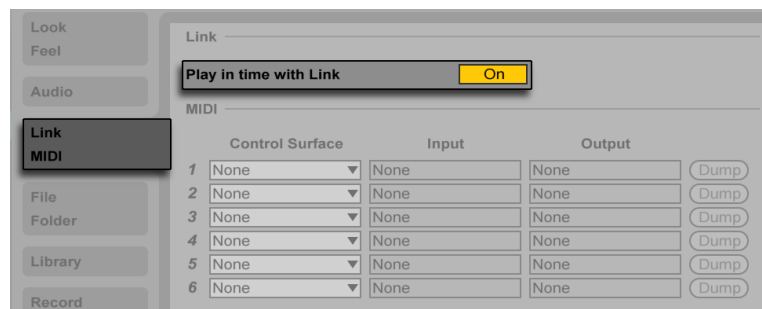 Look
Feel
Audio
Link
MIDI
File
Folder
Library
Record
Link
Play in time with Link On
MIDI
Control Surface Input Output
1 None None None Dump
2 None None None Dump
3 None None None Dump
4 None None None Dump
5 None None None Dump
6 None None None Dump